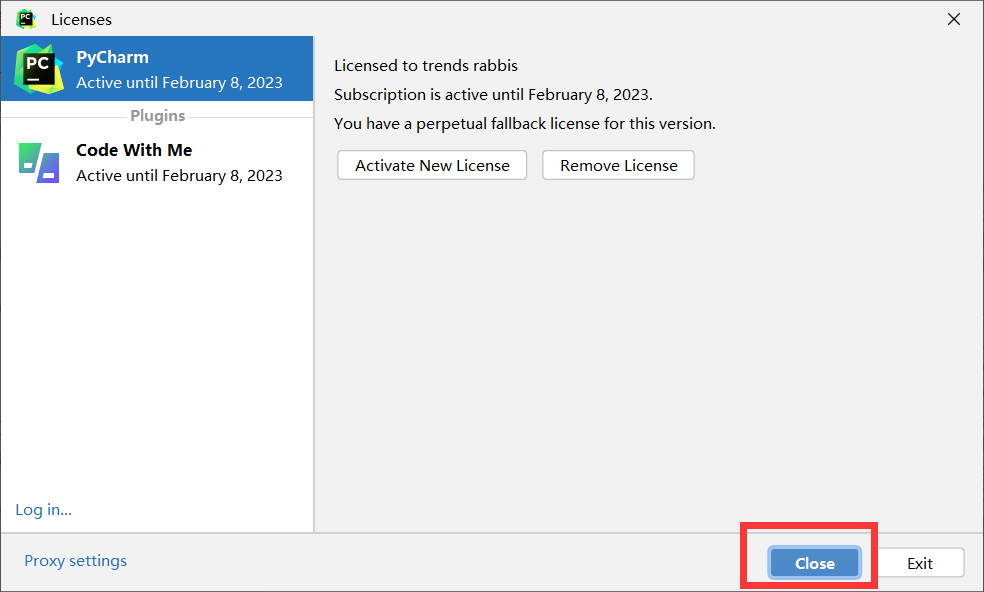 Licenses
PyCharm
Active until February 8, 2023
Plugins
Code With Me
Active until February 8, 2023
Licensed to trends rabbis
Subscription is active until February 8, 2023.
You have a perpetual fallback license for this version.
Activate New License
Remove License
Log in...
Proxy settings
Close
Exit
PC
PC